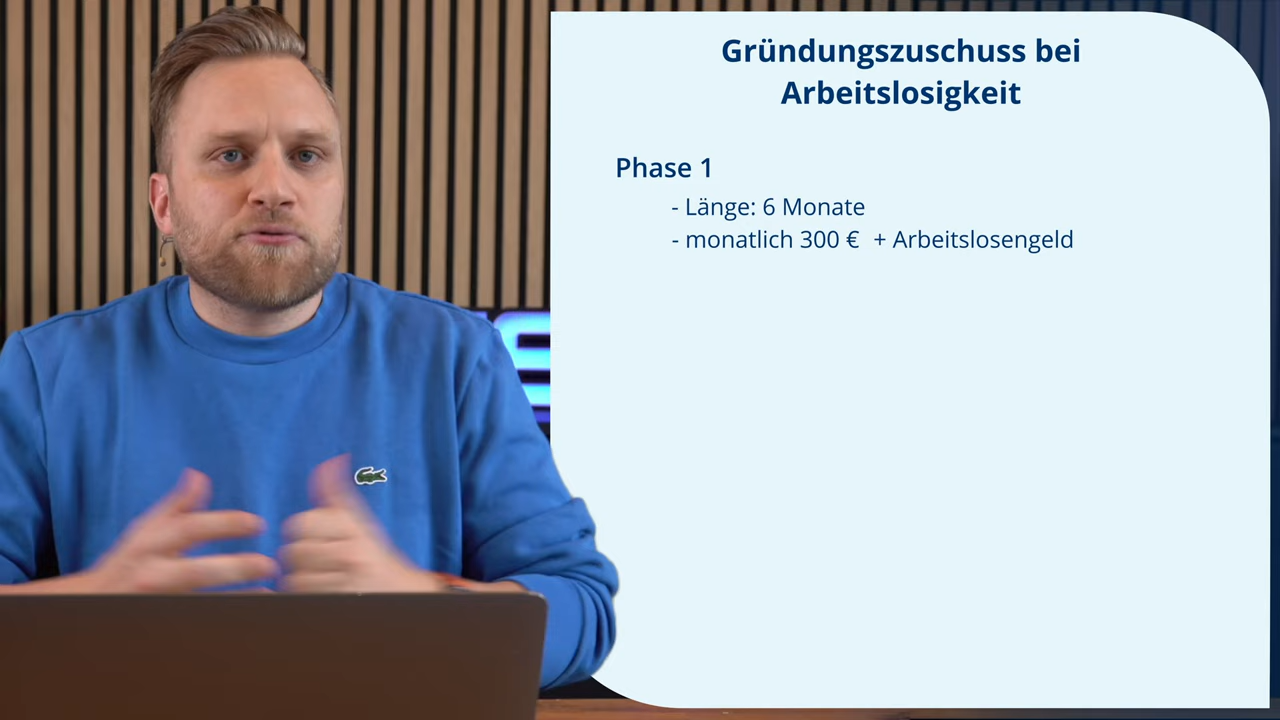 Gründungszuschuss bei
Arbeitslosigkeit
Phase 1
- Länge: 6 Monate
- monatlich 300 € + Arbeitslosengeld